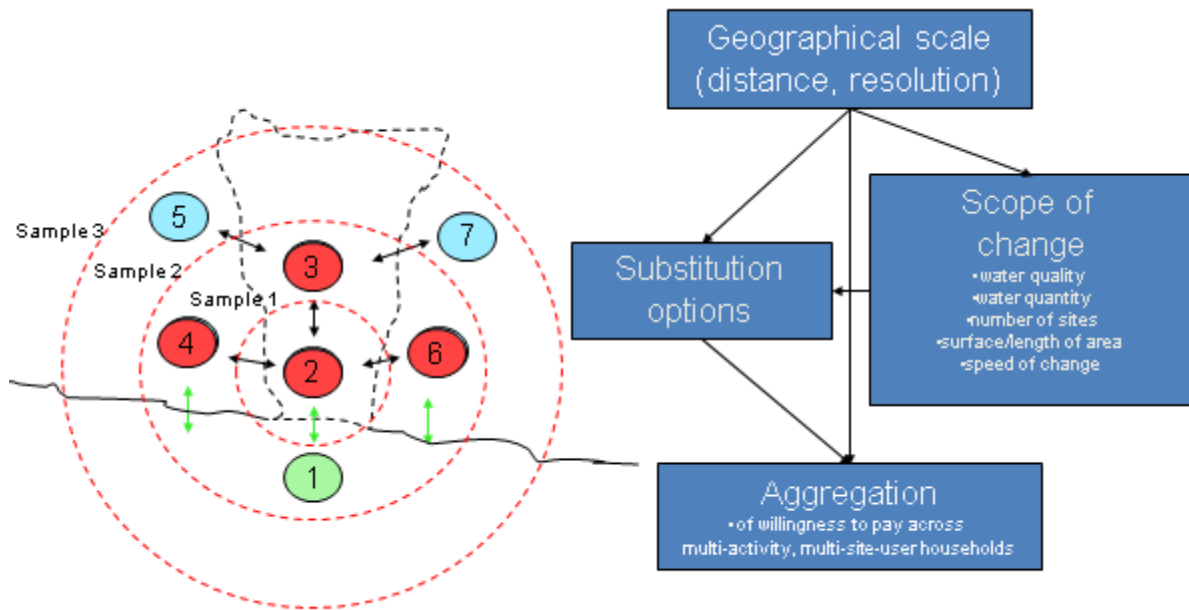 Geographical scale
(distance, resolution)
Sample 3
5
7
Sample 2
3
Sample 1
4
2
6
1
Substitution
options
Scope of
change
•water quality
•water quantity
•number of sites
•surface/length of area
•speed of change
Aggregation
•of willingness to pay across
multi-activity, multi-site-user households